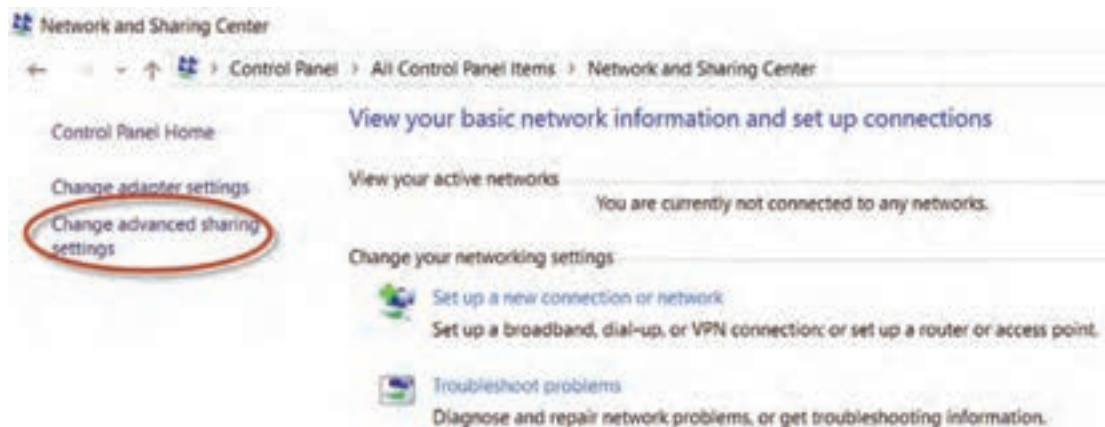 Network and Sharing Center
Control Panel > All Control Panel Items > Network and Sharing Center
Control Panel Home
Change adapter settings
Change advanced sharing
settings
View your basic network information and set up connections
View your active networks
You are currently not connected to any networks.
Change your networking settings
Set up a new connection or network
Set up a broadband, dial-up, or VPN connection; or set up a router or access point.
Troubleshoot problems
Diagnose and repair network problems, or get troubleshooting information.